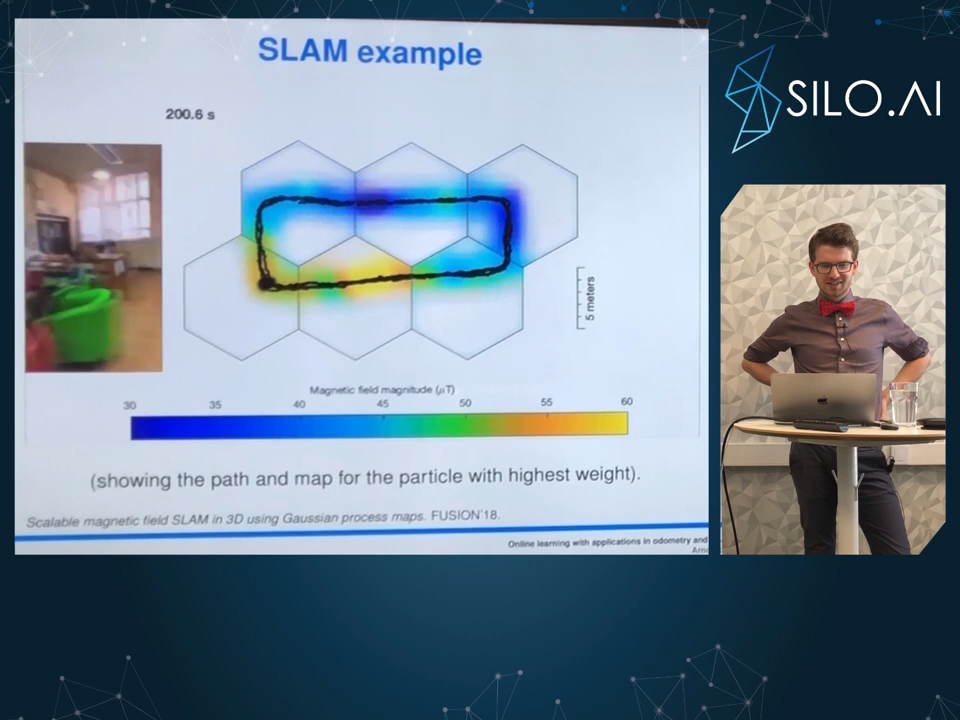 SLAM example
200.6 s
5 meters
Magnetic field magnitude (μT)
30 35 40 45 50 55 60
(showing the path and map for the particle with highest weight).
Scalable magnetic field SLAM in 3D using Gaussian process maps. FUSION'18.
Online learning with applications in odometry and
Arno
SILO.AI